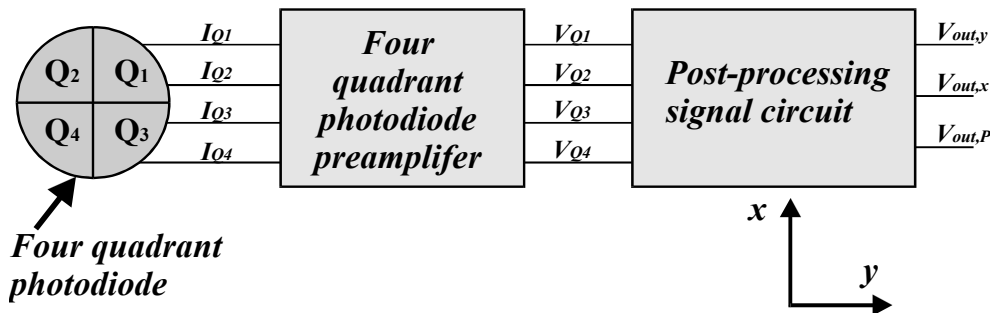 Q2 Q1
Q4 Q3
IQ1
IQ2
IQ3
IQ4
Four
quadrant
photodiode
preamplifer
VQ1
VQ2
VQ3
VQ4
Post-processing
signal circuit
Vout,y
Vout,x
Vout,P
Four quadrant
photodiode
x
y